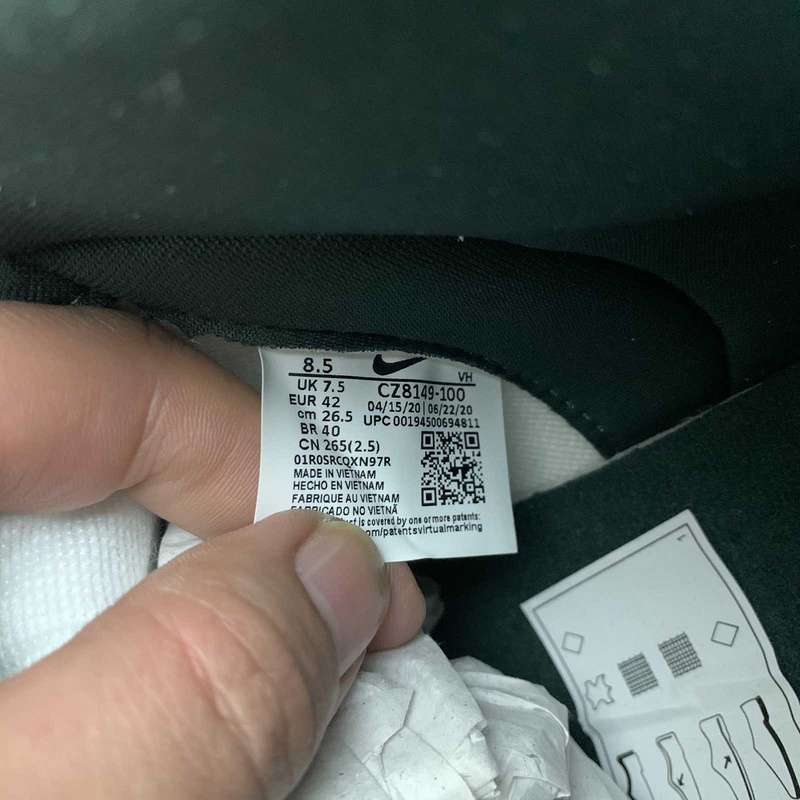 8.5
VH
UK 7.5
CZ8149-100
EUR 42
04/15/20 | 06/22/20
cm 26.5
UPC 00194500694811
BR 40
CN 265(2.5)
01R0SRCQXN97R
MADE IN VIETNAM
HECHO EN VIETNAM
FABRIQUE AU VIETNAM
FABRICADO NO VIETNÃ
is covered by one or more patents:
.com/patentsvirtualmarking